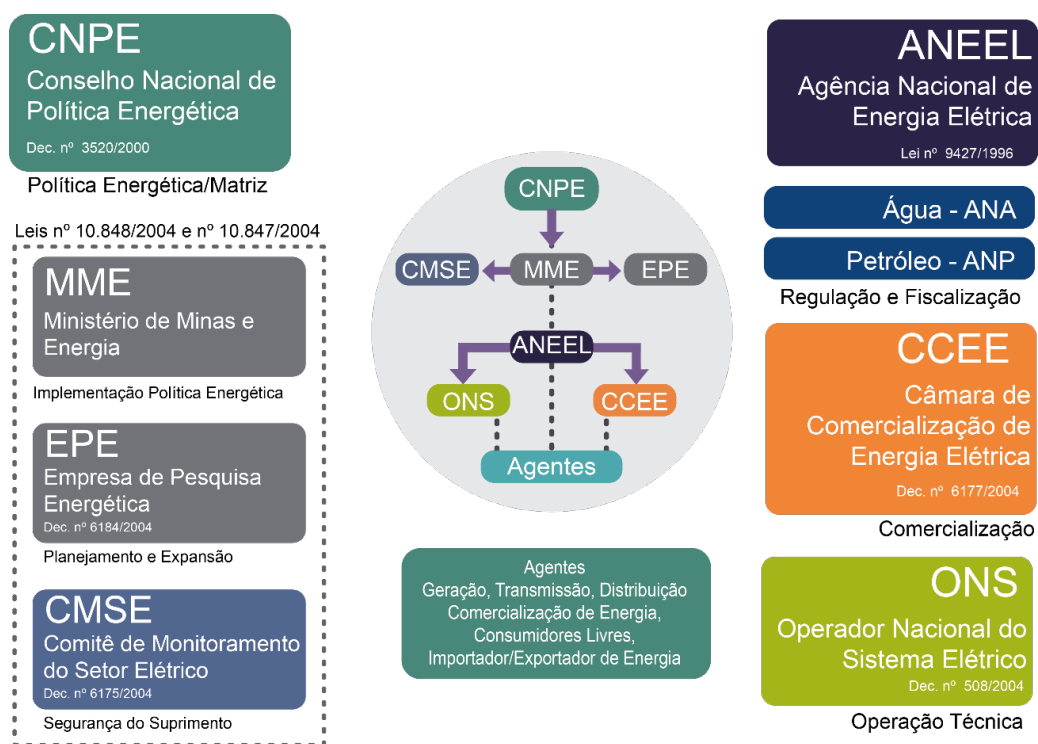 CNPE
Conselho Nacional de
Política Energética
Dec. nº 3520/2000
Política Energética/Matriz
Leis nº 10.848/2004 e nº 10.847/2004
MME
Ministério de Minas e
Energia
Implementação Política Energética
EPE
Empresa de Pesquisa
Energética
Dec. nº 6184/2004
Planejamento e Expansão
CMSE
Comitê de Monitoramento
do Setor Elétrico
Dec. nº 6175/2004
Segurança do Suprimento
CNPE
CMSE
MME
EPE
ANEEL
ONS
CCEE
Agentes
Agentes
Geração, Transmissão, Distribuição
Comercialização de Energia,
Consumidores Livres,
Importador/Exportador de Energia
ANEEL
Agência Nacional de
Energia Elétrica
Lei nº 9427/1996
Água - ANA
Petróleo - ANP
Regulação e Fiscalização
CCEE
Câmara de
Comercialização de
Energia Elétrica
Dec. nº 6177/2004
Comercialização
ONS
Operador Nacional do
Sistema Elétrico
Dec. nº 508/2004
Operação Técnica